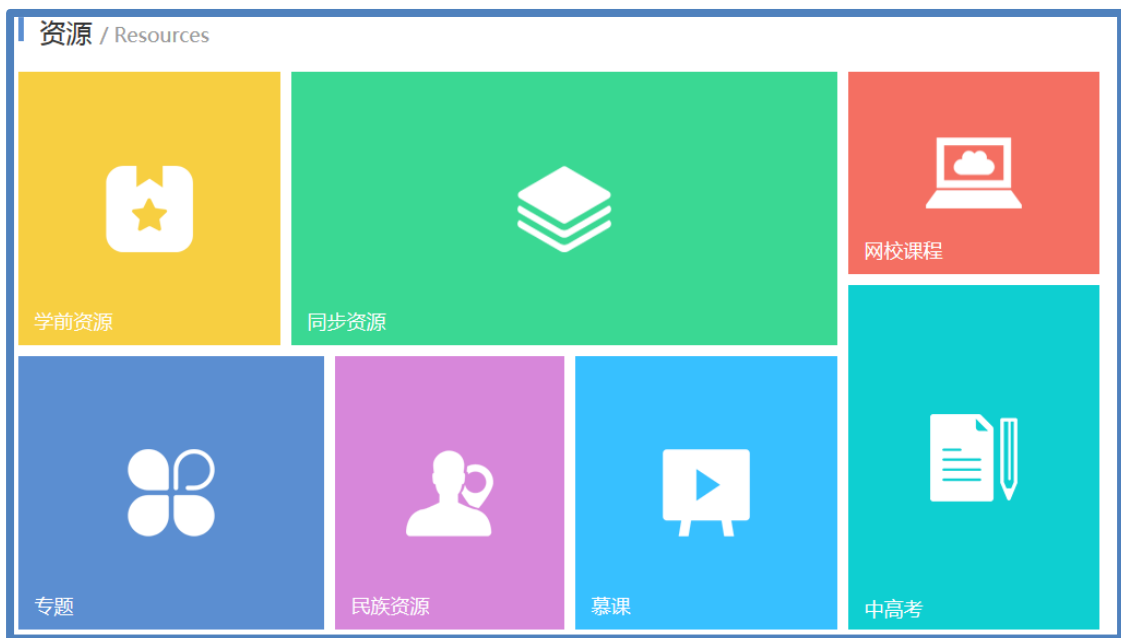 资源 / Resources
学前资源
同步资源
网校课程
专题
民族资源
慕课
中高考